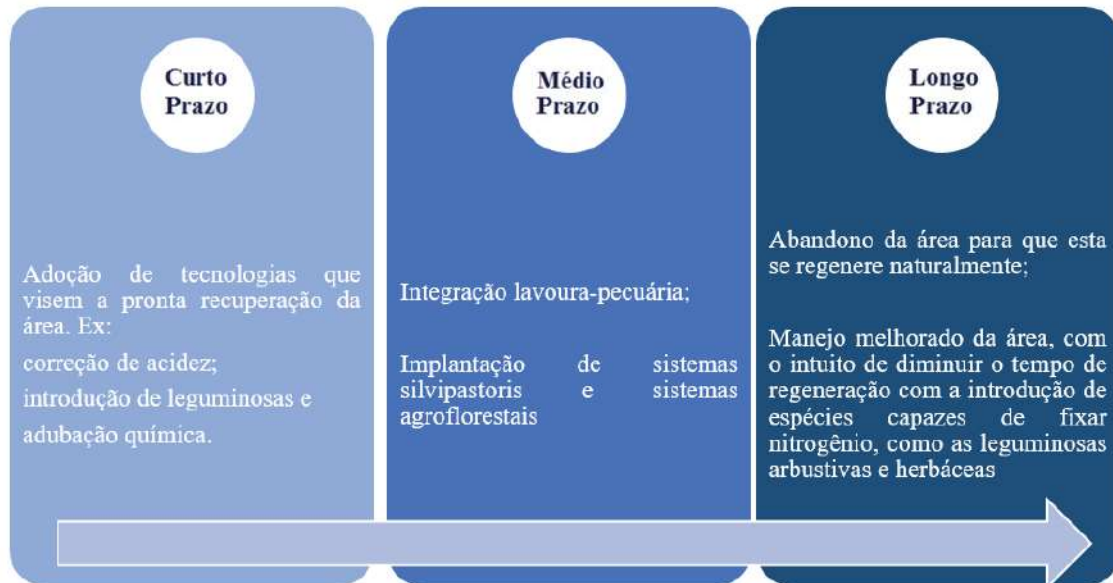 Curto
Prazo
Adoção de tecnologias que
visem a pronta recuperação da
área. Ex:
correção de acidez;
introdução de leguminosas e
adubação química.
Médio
Prazo
Integração lavoura-pecuária;
Implantação de sistemas
silvipastoris e sistemas
agroflorestais
Longo
Prazo
Abandono da área para que esta
se regenere naturalmente;
Manejo melhorado da área, com
o intuito de diminuir o tempo de
regeneração com a introdução de
espécies capazes de fixar
nitrogênio, como as leguminosas
arbustivas e herbáceas